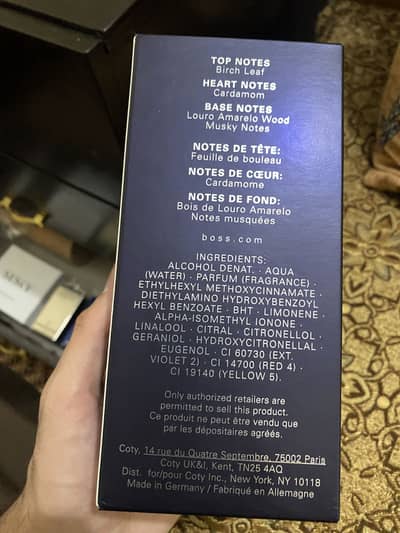 TOP NOTES
Birch Leaf
HEART NOTES
Cardamom
BASE NOTES
Louro Amarelo Wood
Musky Notes
NOTES DE TÊTE:
Feuille de bouleau
NOTES DE CŒUR:
Cardamome
NOTES DE FOND:
Bois de Louro Amarelo
Notes musquées
boss.com
INGREDIENTS:
ALCOHOL DENAT. · AQUA
(WATER) · PARFUM (FRAGRANCE) ·
ETHYLHEXYL METHOXYCINNAMATE ·
DIETHYLAMINO HYDROXYBENZOYL
HEXYL BENZOATE · BHT · LIMONENE ·
ALPHA-ISOMETHYL IONONE ·
LINALOOL · CITRAL · CITRONELLOL ·
GERANIOL · HYDROXYCITRONELLAL ·
EUGENOL · CI 60730 (EXT.
VIOLET 2) · CI 14700 (RED 4) ·
CI 19140 (YELLOW 5).
Only authorized retailers are
permitted to sell this product.
Ce produit ne peut être vendu que
par les dépositaires agréés.
Coty, 14 rue du Quatre Septembre, 75002 Paris
Coty UK&I, Kent, TN25 4AQ
Dist. for/pour Coty Inc., New York, NY 10118
Made in Germany / Fabriqué en Allemagne